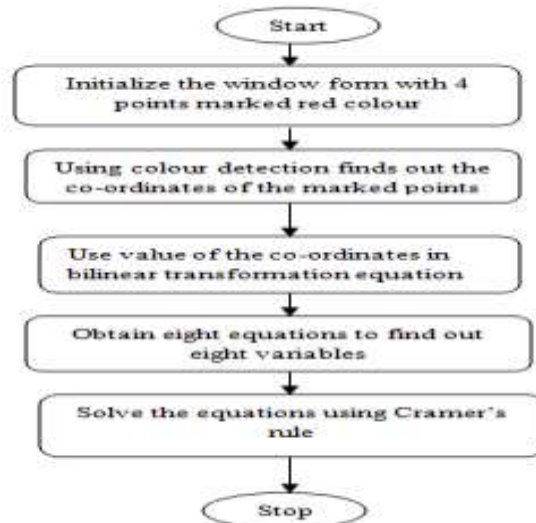 Start
Initialize the window form with 4
points marked red colour
Using colour detection finds out the
co-ordinates of the marked points
Use value of the co-ordinates in
bilinear transformation equation
Obtain eight equations to find out
eight variables
Solve the equations using Cramer's
rule
Stop